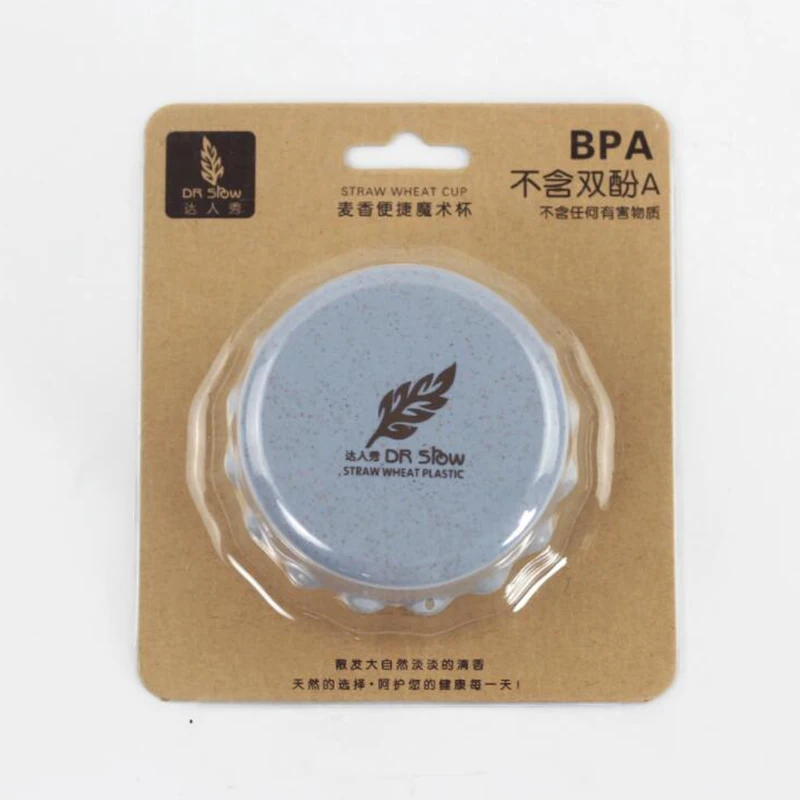 DR Slow
达人秀
STRAW WHEAT CUP
麦香便捷魔术杯
BPA
不含双酚A
不含任何有害物质
达人秀 DR Slow
STRAW WHEAT PLASTIC
散发大自然淡淡的清香
天然的选择·呵护您的健康每一天!